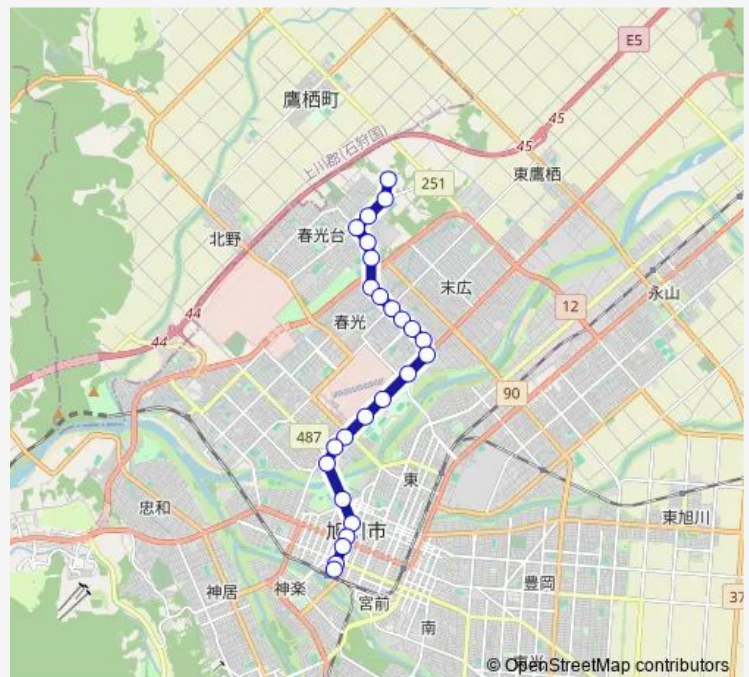 E5
鷹栖町
45
45
上川郡(石狩国)
251
東鷹栖
北野
春光台
末広
永山
12
44
44
春光
90
487
東
忠和
旭川市
東旭川
神居
神楽
宮前
豊岡
37
南
© OpenStreetMap contributors